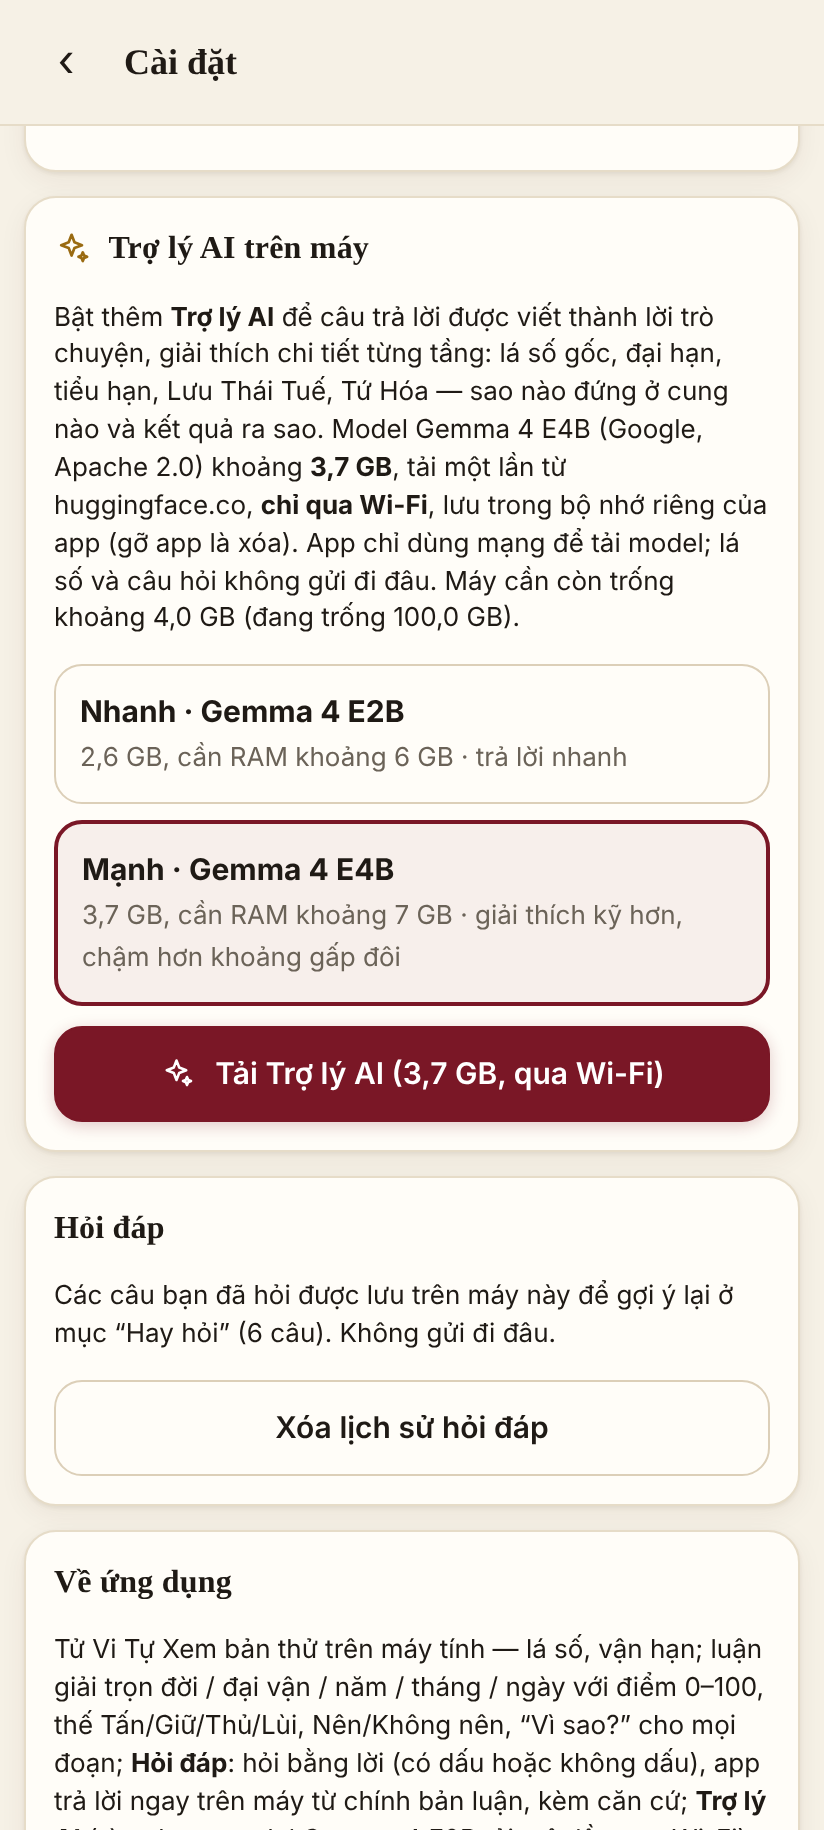 Cài đặt
Trợ lý AI trên máy
Bật thêm Trợ lý AI để câu trả lời được viết thành lời trò
chuyện, giải thích chi tiết từng tầng: lá số gốc, đại hạn,
tiểu hạn, Lưu Thái Tuế, Tứ Hóa — sao nào đứng ở cung
nào và kết quả ra sao. Model Gemma 4 E4B (Google,
Apache 2.0) khoảng 3,7 GB, tải một lần từ
huggingface.co, chỉ qua Wi-Fi, lưu trong bộ nhớ riêng của
app (gỡ app là xóa). App chỉ dùng mạng để tải model; lá
số và câu hỏi không gửi đi đâu. Máy cần còn trống
khoảng 4,0 GB (đang trống 100,0 GB).
Nhanh · Gemma 4 E2B
2,6 GB, cần RAM khoảng 6 GB · trả lời nhanh
Mạnh · Gemma 4 E4B
3,7 GB, cần RAM khoảng 7 GB · giải thích kỹ hơn,
chậm hơn khoảng gấp đôi
Tải Trợ lý AI (3,7 GB, qua Wi-Fi)
Hỏi đáp
Các câu bạn đã hỏi được lưu trên máy này để gợi ý lại ở
mục “Hay hỏi” (6 câu). Không gửi đi đâu.
Xóa lịch sử hỏi đáp
Về ứng dụng
Tử Vi Tự Xem bản thử trên máy tính — lá số, vận hạn; luận
giải trọn đời / đại vận / năm / tháng / ngày với điểm 0–100,
thế Tấn/Giữ/Thủ/Lùi, Nên/Không nên, “Vì sao?” cho mọi
đoạn; Hỏi đáp: hỏi bằng lời (có dấu hoặc không dấu), app
trả lời ngay trên máy từ chính bản luận, kèm căn cứ; Trợ lý